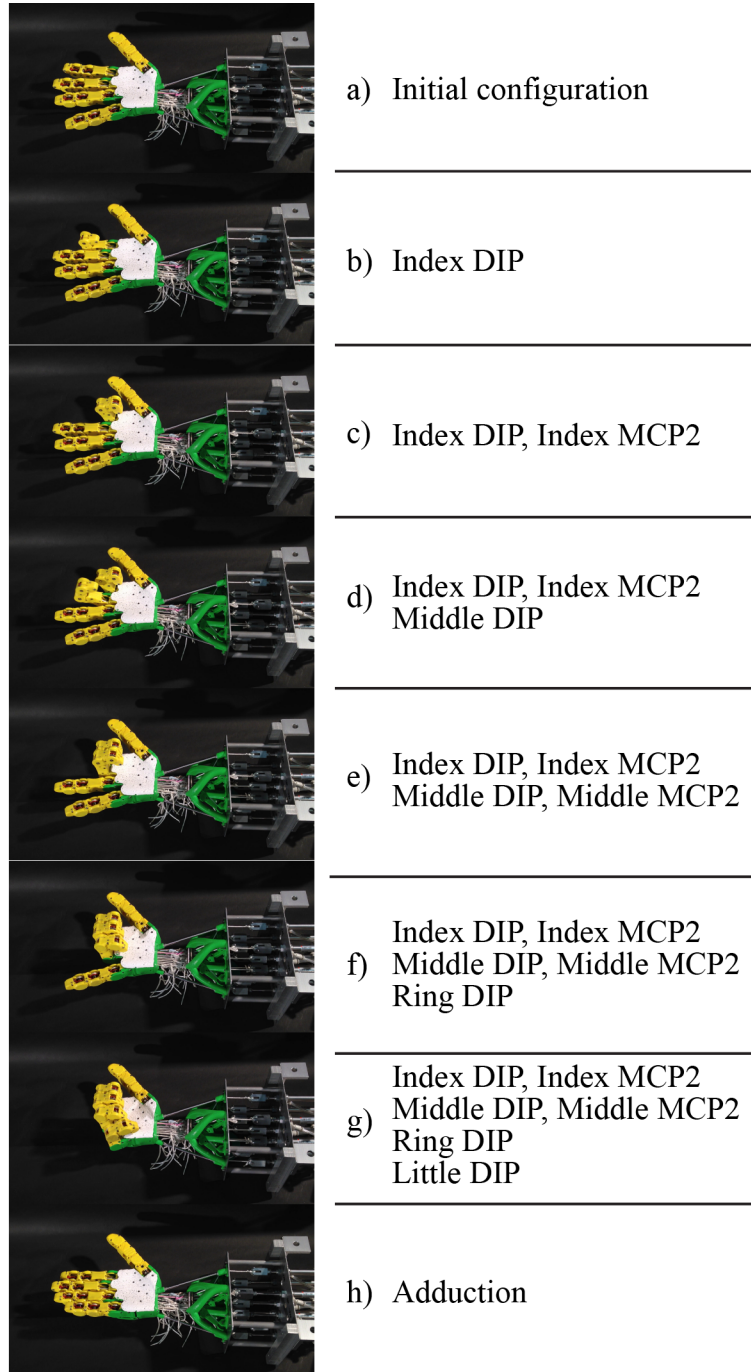 a) Initial configuration
b) Index DIP
c) Index DIP, Index MCP2
d) Index DIP, Index MCP2
Middle DIP
e) Index DIP, Index MCP2
Middle DIP, Middle MCP2
f) Index DIP, Index MCP2
Middle DIP, Middle MCP2
Ring DIP
g) Index DIP, Index MCP2
Middle DIP, Middle MCP2
Ring DIP
Little DIP
h) Adduction